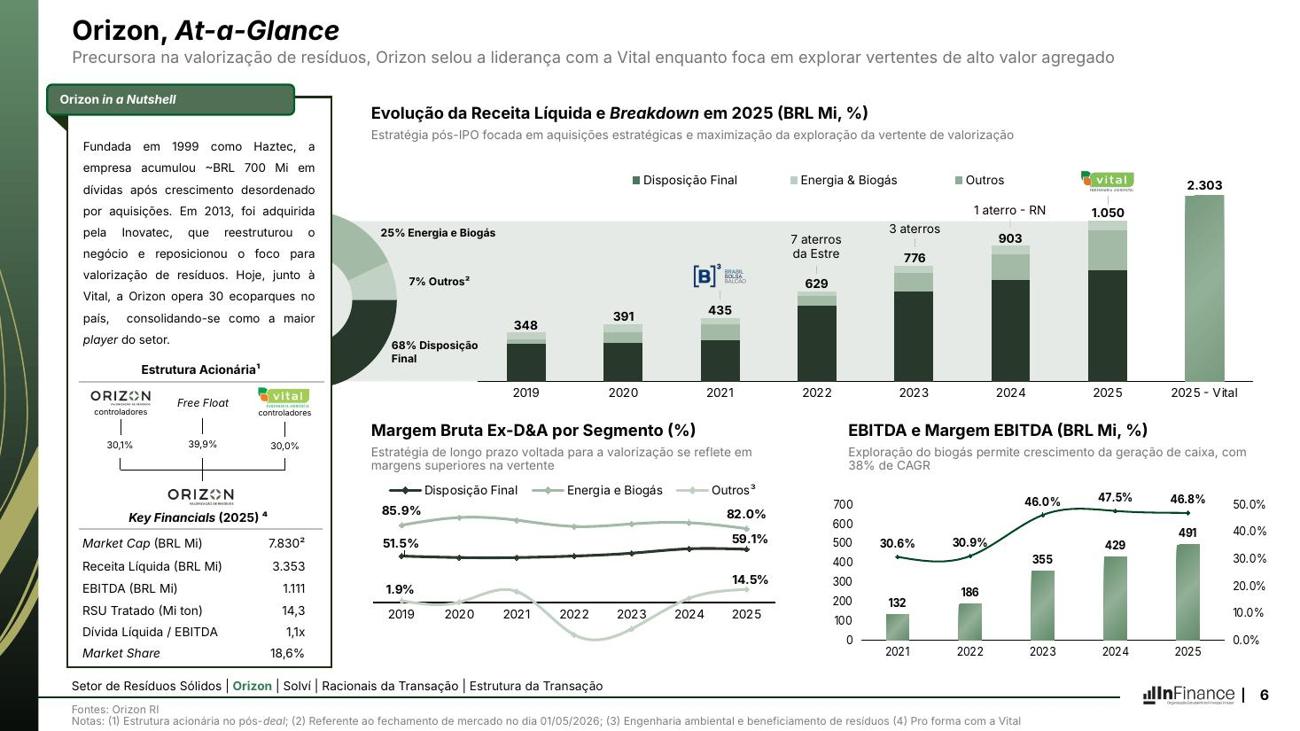 Orizon, At-a-Glance
Precursora na valorização de resíduos, Orizon selou a liderança com a Vital enquanto foca em explorar vertentes de alto valor agregado
Orizon in a Nutshell
Fundada em 1999 como Haztec, a
empresa acumulou ~BRL 700 Mi em
dívidas após crescimento desordenado
por aquisições. Em 2013, foi adquirida
pela Inovatec, que reestruturou o
negócio e reposicionou o foco para
valorização de resíduos. Hoje, junto à
Vital, a Orizon opera 30 ecoparques no
país, consolidando-se como a maior
player do setor.
Estrutura Acionária¹
ORIZON
controladores
Free Float
vital
controladores
30,1%
39,9%
30,0%
ORIZON
Key Financials (2025) ⁴
Market Cap (BRL Mi) 7.830²
Receita Líquida (BRL Mi) 3.353
EBITDA (BRL Mi) 1.111
RSU Tratado (Mi ton) 14,3
Dívida Líquida / EBITDA 1,1x
Market Share 18,6%
Evolução da Receita Líquida e Breakdown em 2025 (BRL Mi, %)
Estratégia pós-IPO focada em aquisições estratégicas e maximização da exploração da vertente de valorização
Disposição Final Energia & Biogás Outros
vital
25% Energia e Biogás
7% Outros²
68% Disposição
Final
[B]³ BRASIL
BOLSA
BALCÃO
7 aterros
da Estre
3 aterros
1 aterro - RN
348 391 435 629 776 903 1.050 2.303
2019 2020 2021 2022 2023 2024 2025 2025 - Vital
Margem Bruta Ex-D&A por Segmento (%)
Estratégia de longo prazo voltada para a valorização se reflete em
margens superiores na vertente
Disposição Final Energia e Biogás Outros³
85.9% 82.0%
51.5% 59.1%
1.9% 14.5%
2019 2020 2021 2022 2023 2024 2025
EBITDA e Margem EBITDA (BRL Mi, %)
Exploração do biogás permite crescimento da geração de caixa, com
38% de CAGR
700
600
500
400
300
200
100
0
30.6% 30.9% 46.0% 47.5% 46.8%
132 186 355 429 491
50.0%
40.0%
30.0%
20.0%
10.0%
0.0%
2021 2022 2023 2024 2025
Setor de Resíduos Sólidos | Orizon | Solví | Racionais da Transação | Estrutura da Transação
InFinance | 6
Fontes: Orizon RI
Notas: (1) Estrutura acionária no pós-deal; (2) Referente ao fechamento de mercado no dia 01/05/2026; (3) Engenharia ambiental e beneficiamento de resíduos (4) Pro forma com a Vital